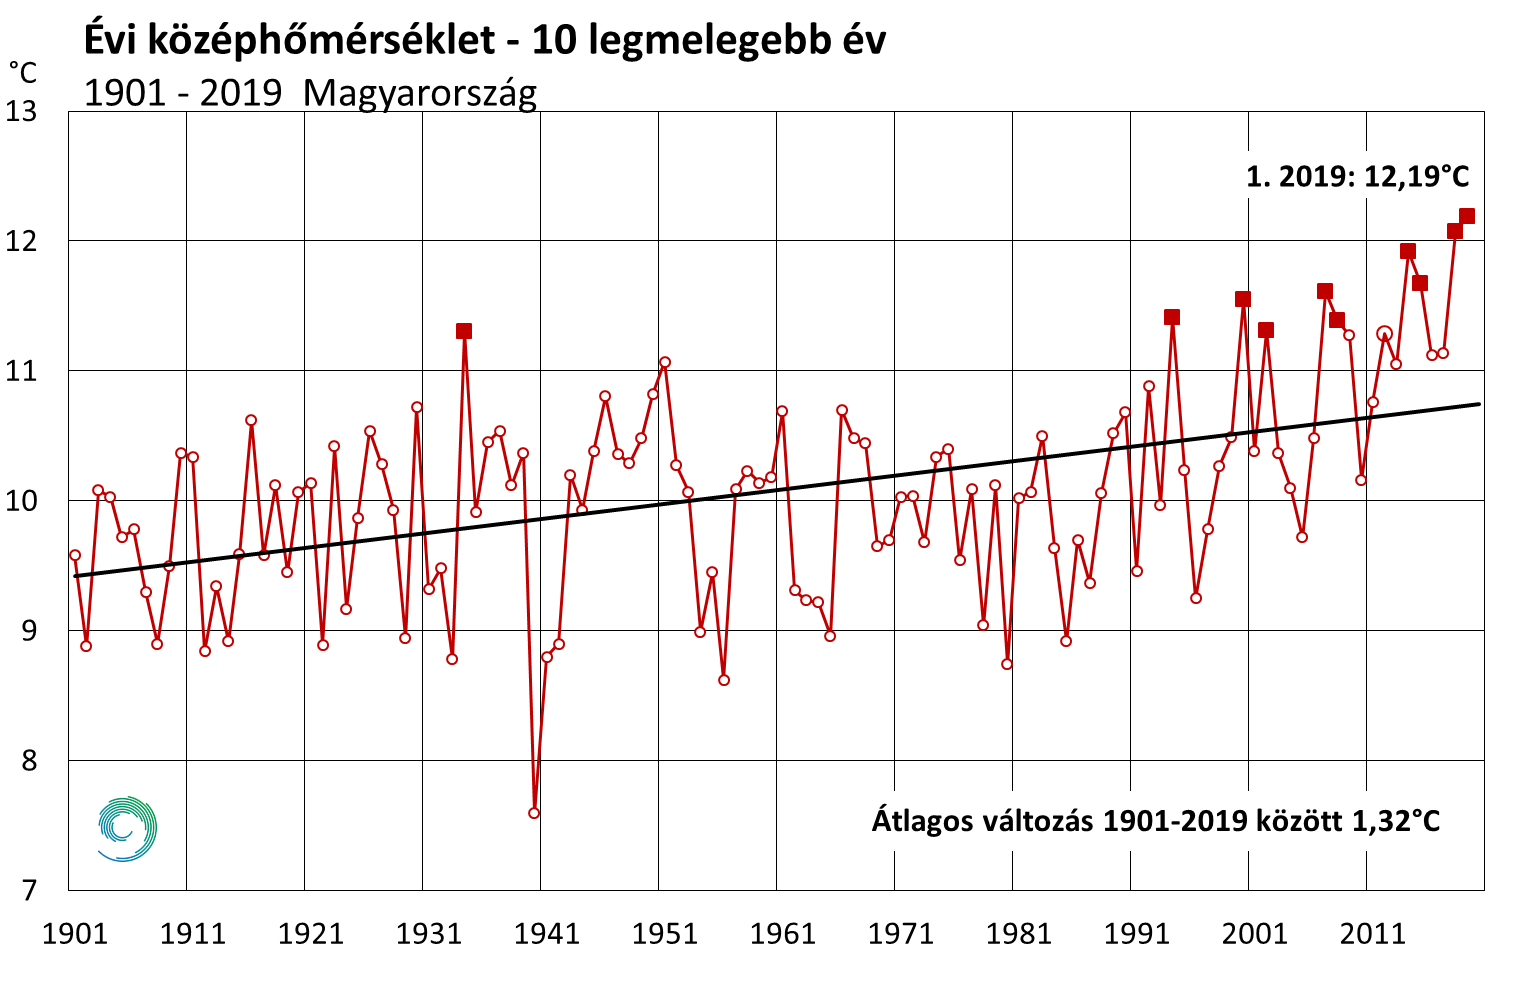 Évi középhőmérséklet - 10 legmelegebb év
°C
1901 - 2019 Magyarország
13
1. 2019: 12,19°C
12
11
10
9
8
Átlagos változás 1901-2019 között 1,32°C
7
1901 1911 1921 1931 1941 1951 1961 1971 1981 1991 2001 2011